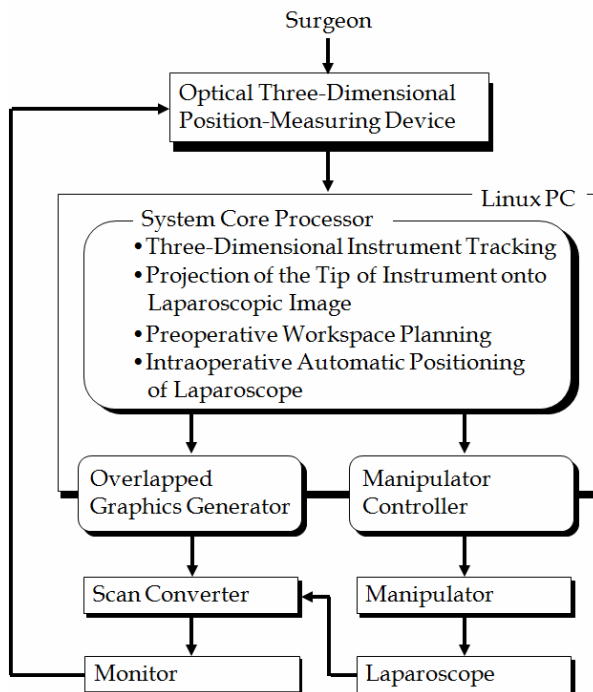 Surgeon
Optical Three-Dimensional
Position-Measuring Device
Linux PC
System Core Processor
•Three-Dimensional Instrument Tracking
•Projection of the Tip of Instrument onto
Laparoscopic Image
•Preoperative Workspace Planning
•Intraoperative Automatic Positioning
of Laparoscope
Overlapped
Graphics Generator
Manipulator
Controller
Scan Converter
Manipulator
Monitor
Laparoscope